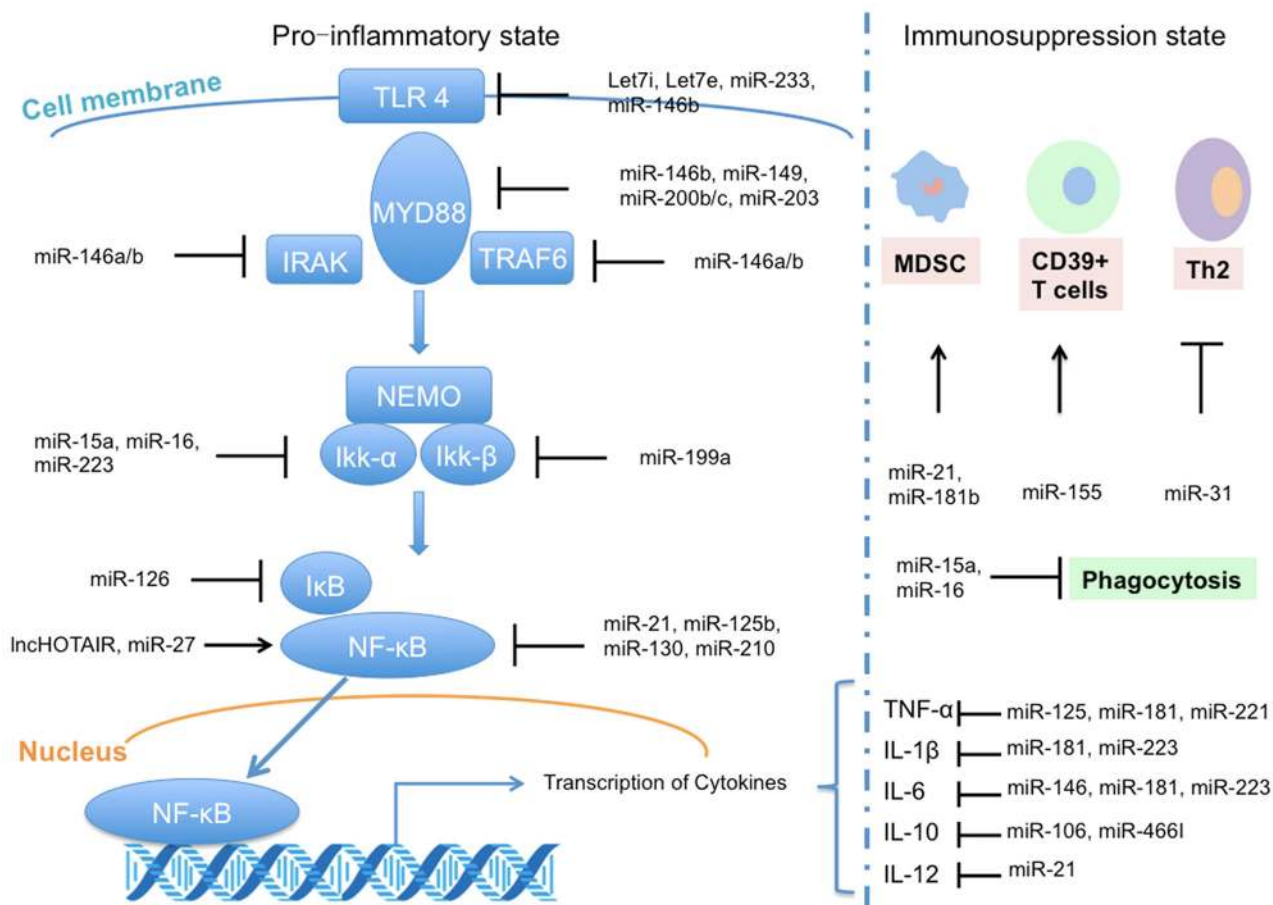 Pro-inflammatory state
Immunosuppression state
Cell membrane
TLR 4
Let7i, Let7e, miR-233,
miR-146b
MYD88
miR-146b, miR-149,
miR-200b/c, miR-203
miR-146a/b
IRAK
TRAF6
miR-146a/b
MDSC
CD39+
T cells
Th2
NEMO
miR-15a, miR-16,
miR-223
Ikk-α
Ikk-β
miR-199a
miR-21,
miR-181b
miR-155
miR-31
miR-126
IκB
miR-15a,
miR-16
Phagocytosis
lncHOTAIR, miR-27
NF-κB
miR-21, miR-125b,
miR-130, miR-210
Nucleus
NF-κB
Transcription of Cytokines
TNF-α
miR-125, miR-181, miR-221
IL-1β
miR-181, miR-223
IL-6
miR-146, miR-181, miR-223
IL-10
miR-106, miR-466l
IL-12
miR-21